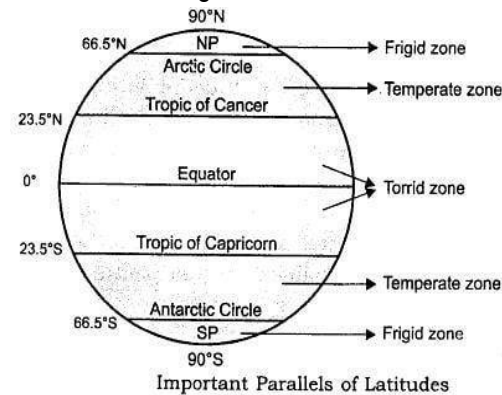 90°N
66.5°N NP Frigid zone
Arctic Circle
Temperate zone
Tropic of Cancer
23.5°N
Equator
0° Torrid zone
Tropic of Capricorn
23.5°S
Temperate zone
Antarctic Circle
66.5°S SP Frigid zone
90°S
Important Parallels of Latitudes